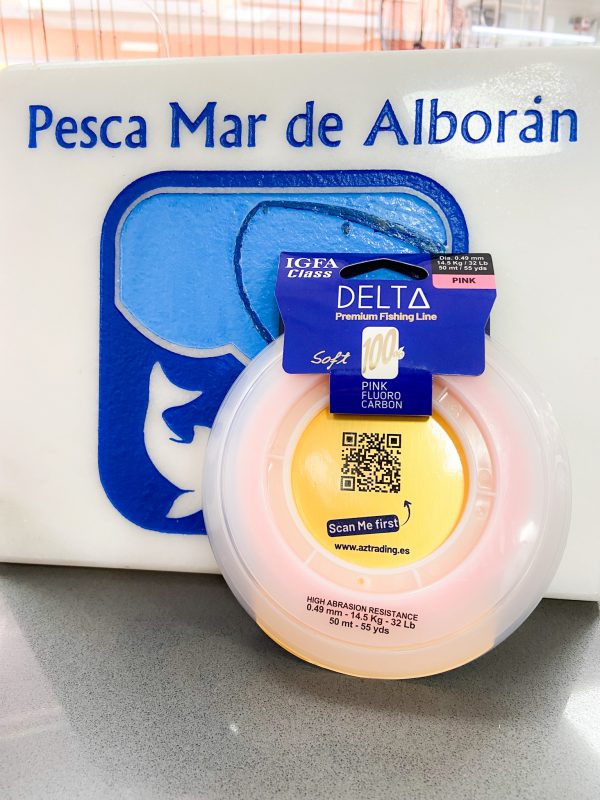 Pesca Mar de Alborán
IGFA
Class
Dia. 0.49 mm
14.5 Kg / 32 Lb
50 mt / 55 yds
PINK
DELTA
Premium Fishing Line
Soft 100%
PINK
FLUORO
CARBON
Scan Me first
www.aztrading.es
HIGH ABRASION RESISTANCE
0.49 mm - 14.5 Kg - 32 Lb
50 mt - 55 yds